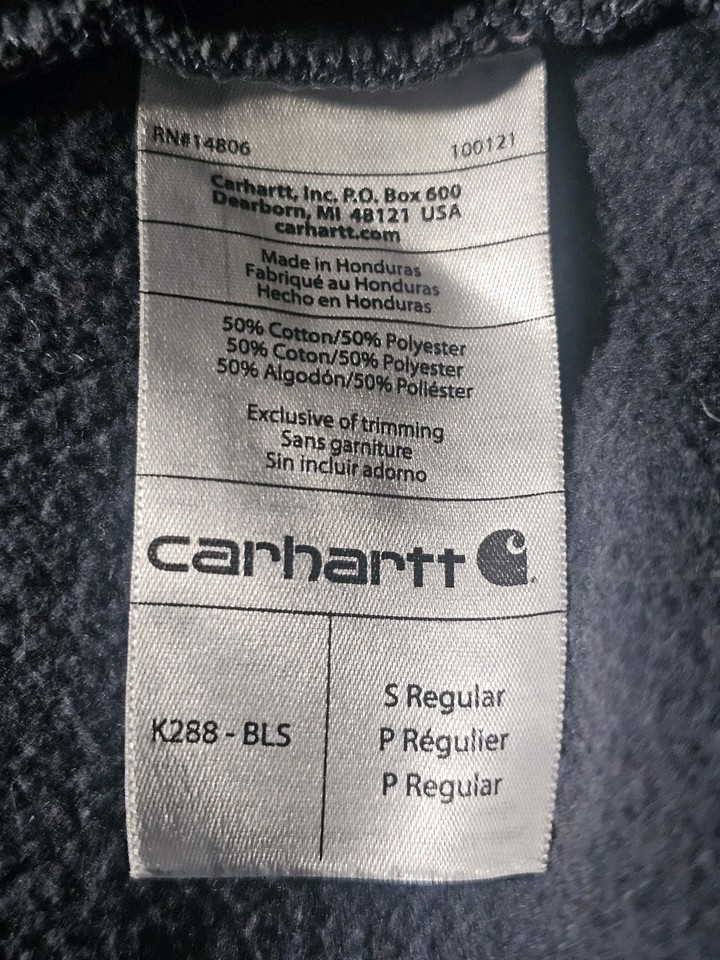 RN#14806 100121
Carhartt, Inc. P.O. Box 600
Dearborn, MI 48121 USA
carhartt.com
Made in Honduras
Fabriqué au Honduras
Hecho en Honduras
50% Cotton/50% Polyester
50% Coton/50% Polyester
50% Algodón/50% Poliéster
Exclusive of trimming
Sans garniture
Sin incluir adorno
carhartt
K288 - BLS
S Regular
P Régulier
P Regular